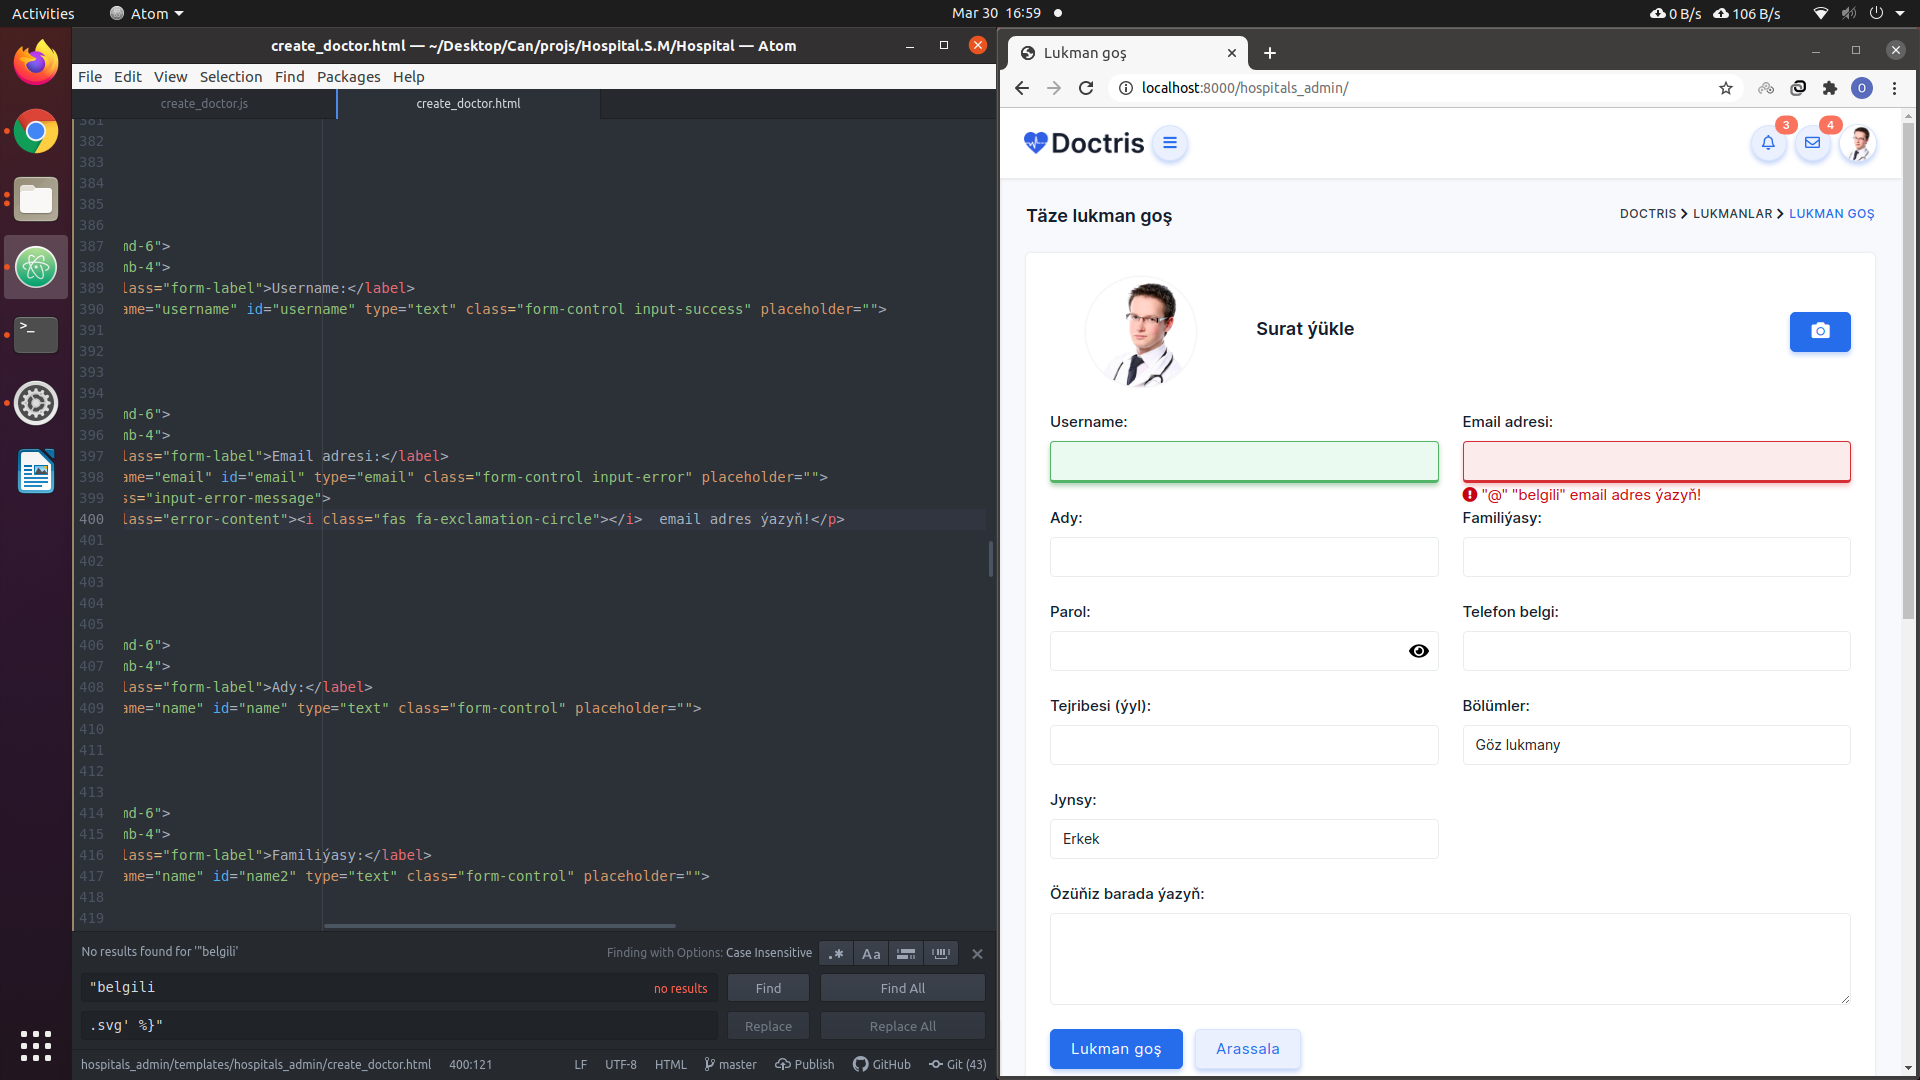 Activities
Atom
Mar 30 16:59
0 B/s
106 B/s
create_doctor.html — ~/Desktop/Can/projs/Hospital.S.M/Hospital — Atom
File Edit View Selection Find Packages Help
create_doctor.js
create_doctor.html
381
382
383
384
385
386
387 md-6">
388 mb-4">
389 lass="form-label">Username:</label>
390 ame="username" id="username" type="text" class="form-control input-success" placeholder="">
391
392
393
394
395 md-6">
396 mb-4">
397 lass="form-label">Email adresi:</label>
398 ame="email" id="email" type="email" class="form-control input-error" placeholder="">
399 ss="input-error-message">
400 lass="error-content"><i class="fas fa-exclamation-circle"></i>  email adres ýazyň!</p>
401
402
403
404
405
406 md-6">
407 mb-4">
408 lass="form-label">Ady:</label>
409 ame="name" id="name" type="text" class="form-control" placeholder="">
410
411
412
413
414 md-6">
415 mb-4">
416 lass="form-label">Familiýasy:</label>
417 ame="name" id="name2" type="text" class="form-control" placeholder="">
418
419
No results found for '"belgili'
Finding with Options: Case Insensitive
.* Aa
"belgili
no results
Find
Find All
.svg' %}"
Replace
Replace All
hospitals_admin/templates/hospitals_admin/create_doctor.html 400:121
LF UTF-8 HTML master Publish GitHub Git (43)
Lukman goş
localhost:8000/hospitals_admin/
O
Doctris
3
4
Täze lukman goş
DOCTRIS > LUKMANLAR > LUKMAN GOŞ
Surat ýükle
Username:
Email adresi:
"@" "belgili" email adres ýazyň!
Ady:
Familiýasy:
Parol:
Telefon belgi:
Tejribesi (ýyl):
Bölümler:
Göz lukmany
Jynsy:
Erkek
Özüňiz barada ýazyň:
Lukman goş
Arassala